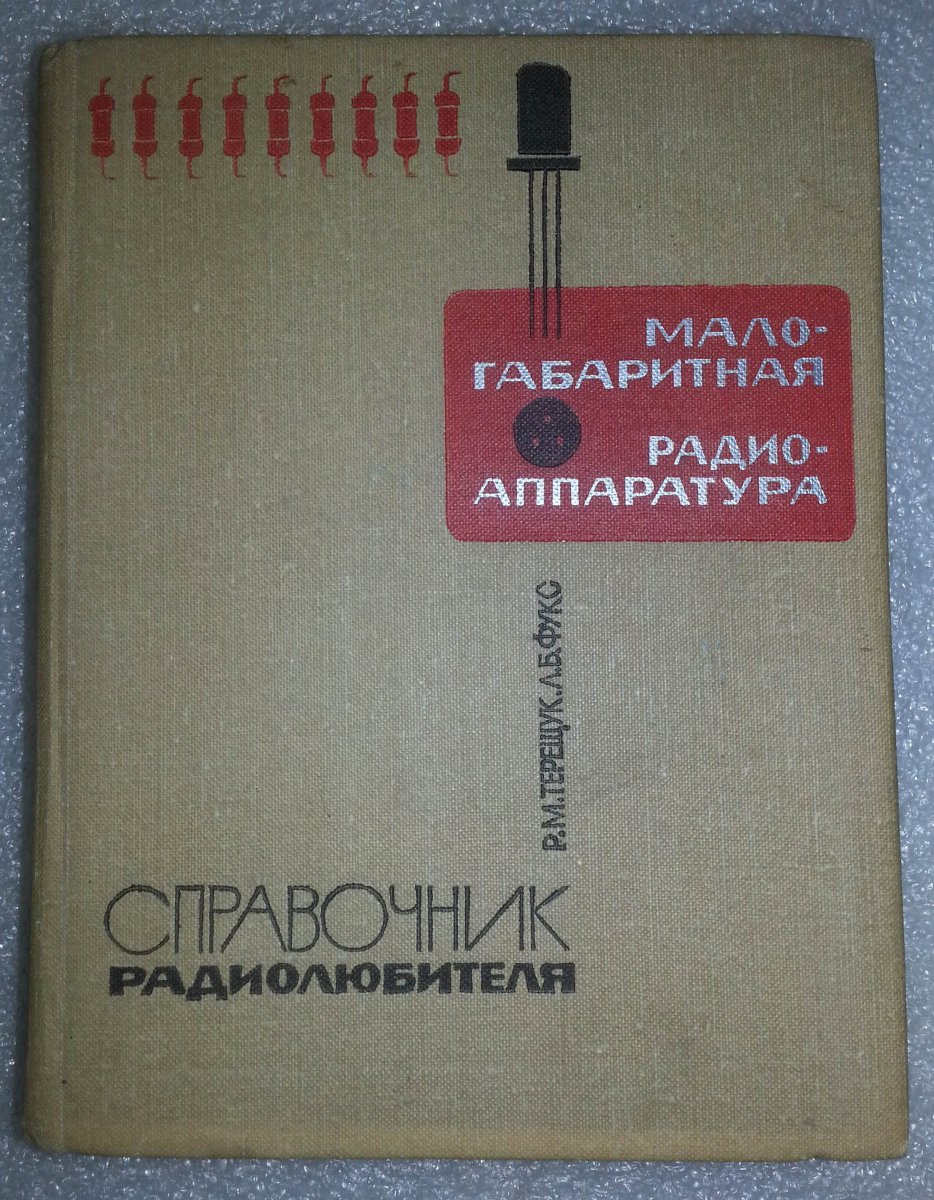 МАЛО-
ГАБАРИТНАЯ
РАДИО-
АППАРАТУРА
Р.М.ТЕРЕЩУК.Л.Б.ФУКС
СПРАВОЧНИК
РАДИОЛЮБИТЕЛЯ